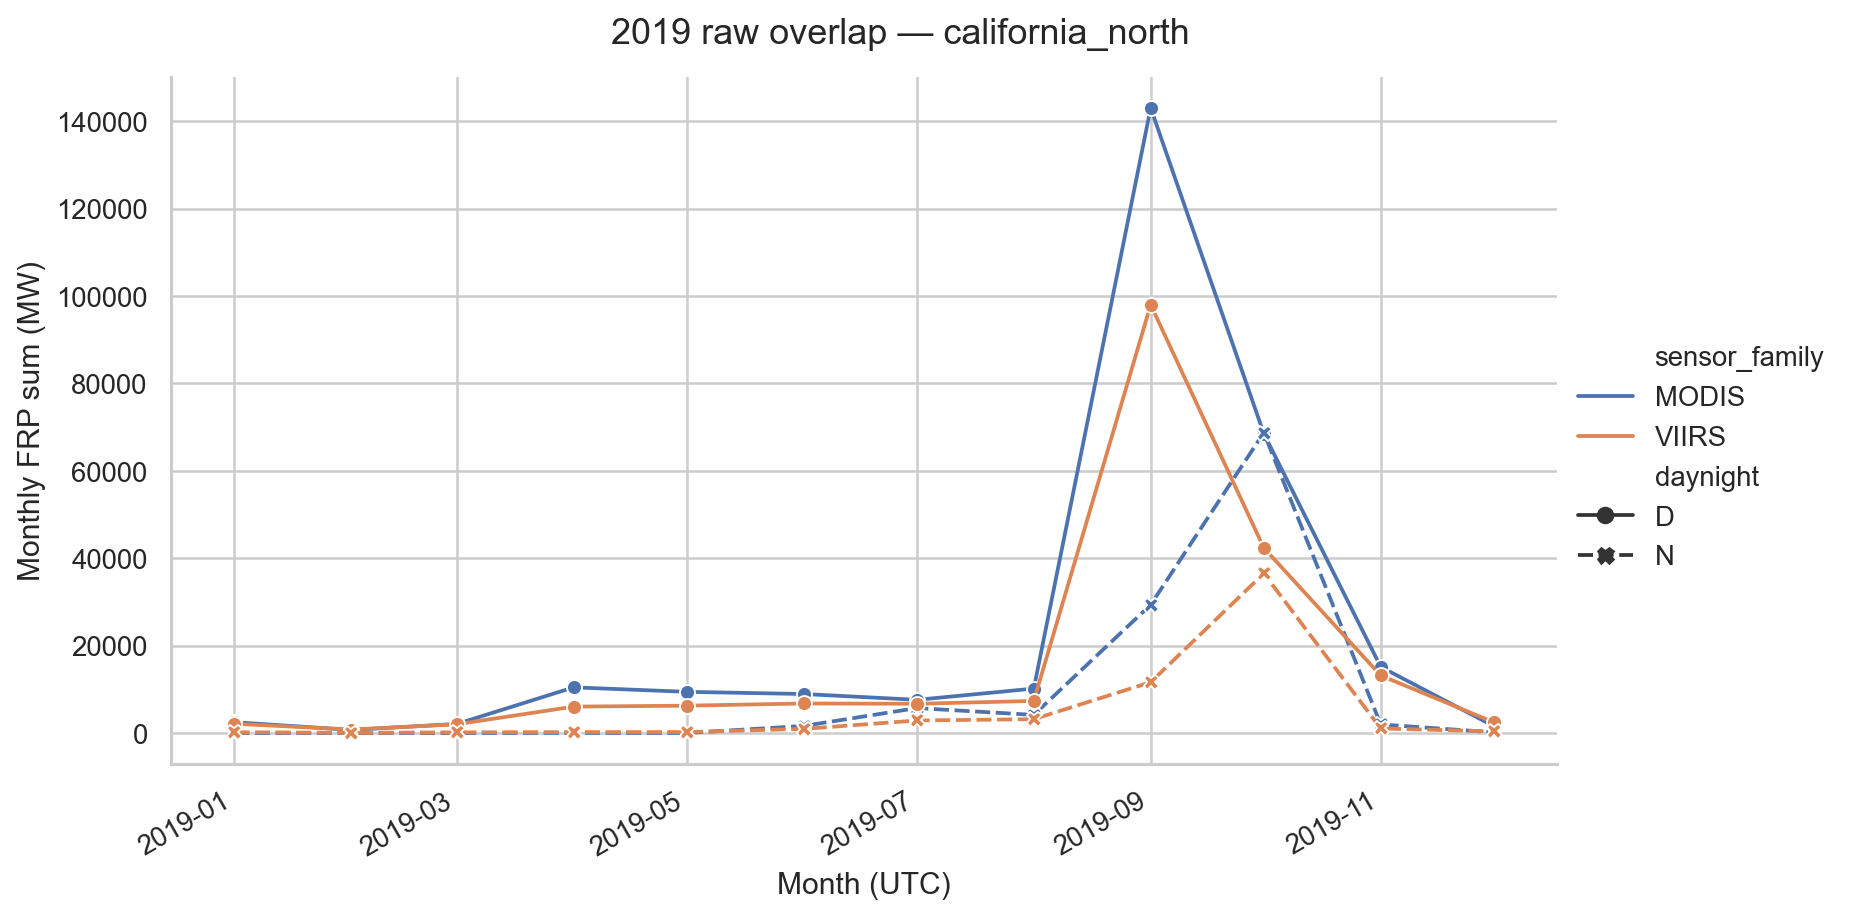 2019 raw overlap — california_north
Monthly FRP sum (MW)
140000
120000
100000
80000
60000
40000
20000
0
2019-01
2019-03
2019-05
2019-07
2019-09
2019-11
Month (UTC)
sensor_family
MODIS
VIIRS
daynight
D
N